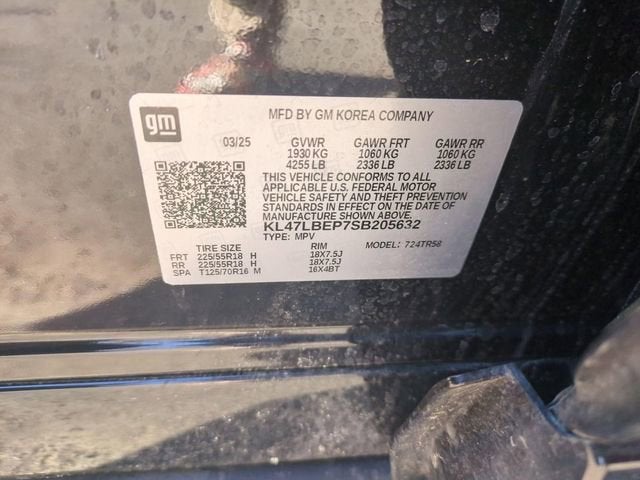 gm
MFD BY GM KOREA COMPANY
03/25 GVWR GAWR FRT GAWR RR
1930 KG 1060 KG 1060 KG
4255 LB 2336 LB 2336 LB
THIS VEHICLE CONFORMS TO ALL
APPLICABLE U.S. FEDERAL MOTOR
VEHICLE SAFETY AND THEFT PREVENTION
STANDARDS IN EFFECT ON THE DATE OF
MANUFACTURE SHOWN ABOVE.
KL47LBEP7SB205632
TYPE: MPV MODEL: 724TR58
TIRE SIZE RIM
FRT 225/55R18 H 18X7.5J
RR 225/55R18 H 18X7.5J
SPA T125/70R16 M 16X4BT